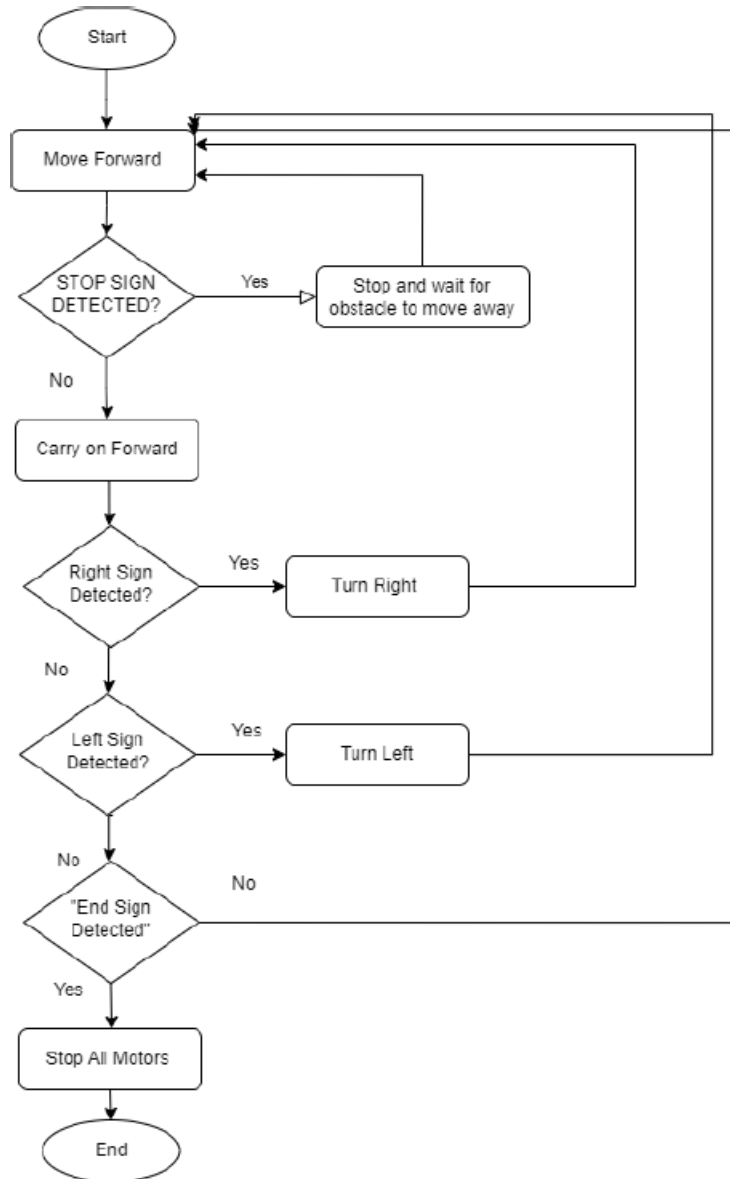 Start
Move Forward
STOP SIGN
DETECTED?
Yes
Stop and wait for
obstacle to move away
No
Carry on Forward
Right Sign
Detected?
Yes
Turn Right
No
Left Sign
Detected?
Yes
Turn Left
No
"End Sign
Detected"
No
Yes
Stop All Motors
End